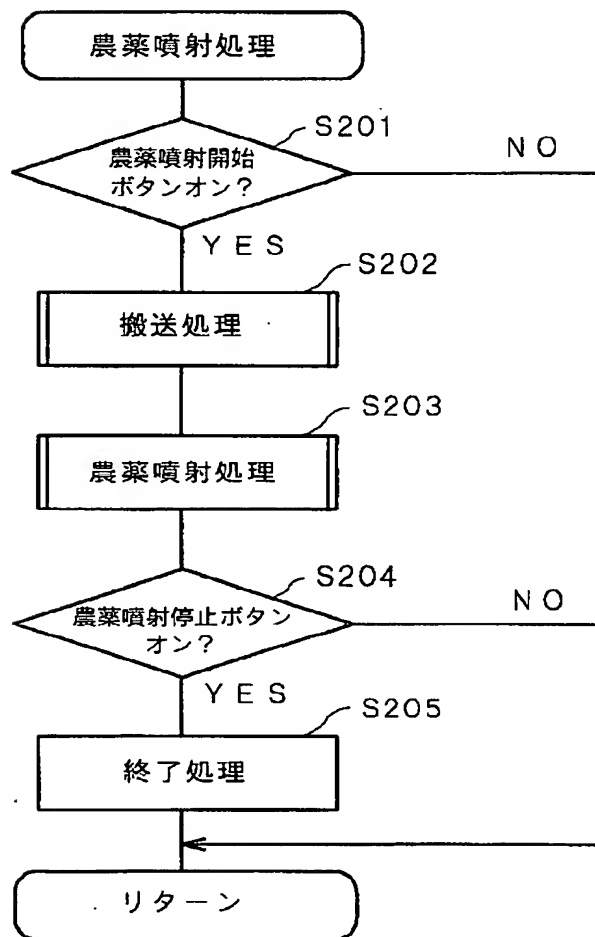 農薬噴射処理
S201
農薬噴射開始
ボタンオン?
NO
YES
S202
搬送処理
S203
農薬噴射処理
S204
農薬噴射停止ボタン
オン?
NO
YES
S205
終了処理
リターン